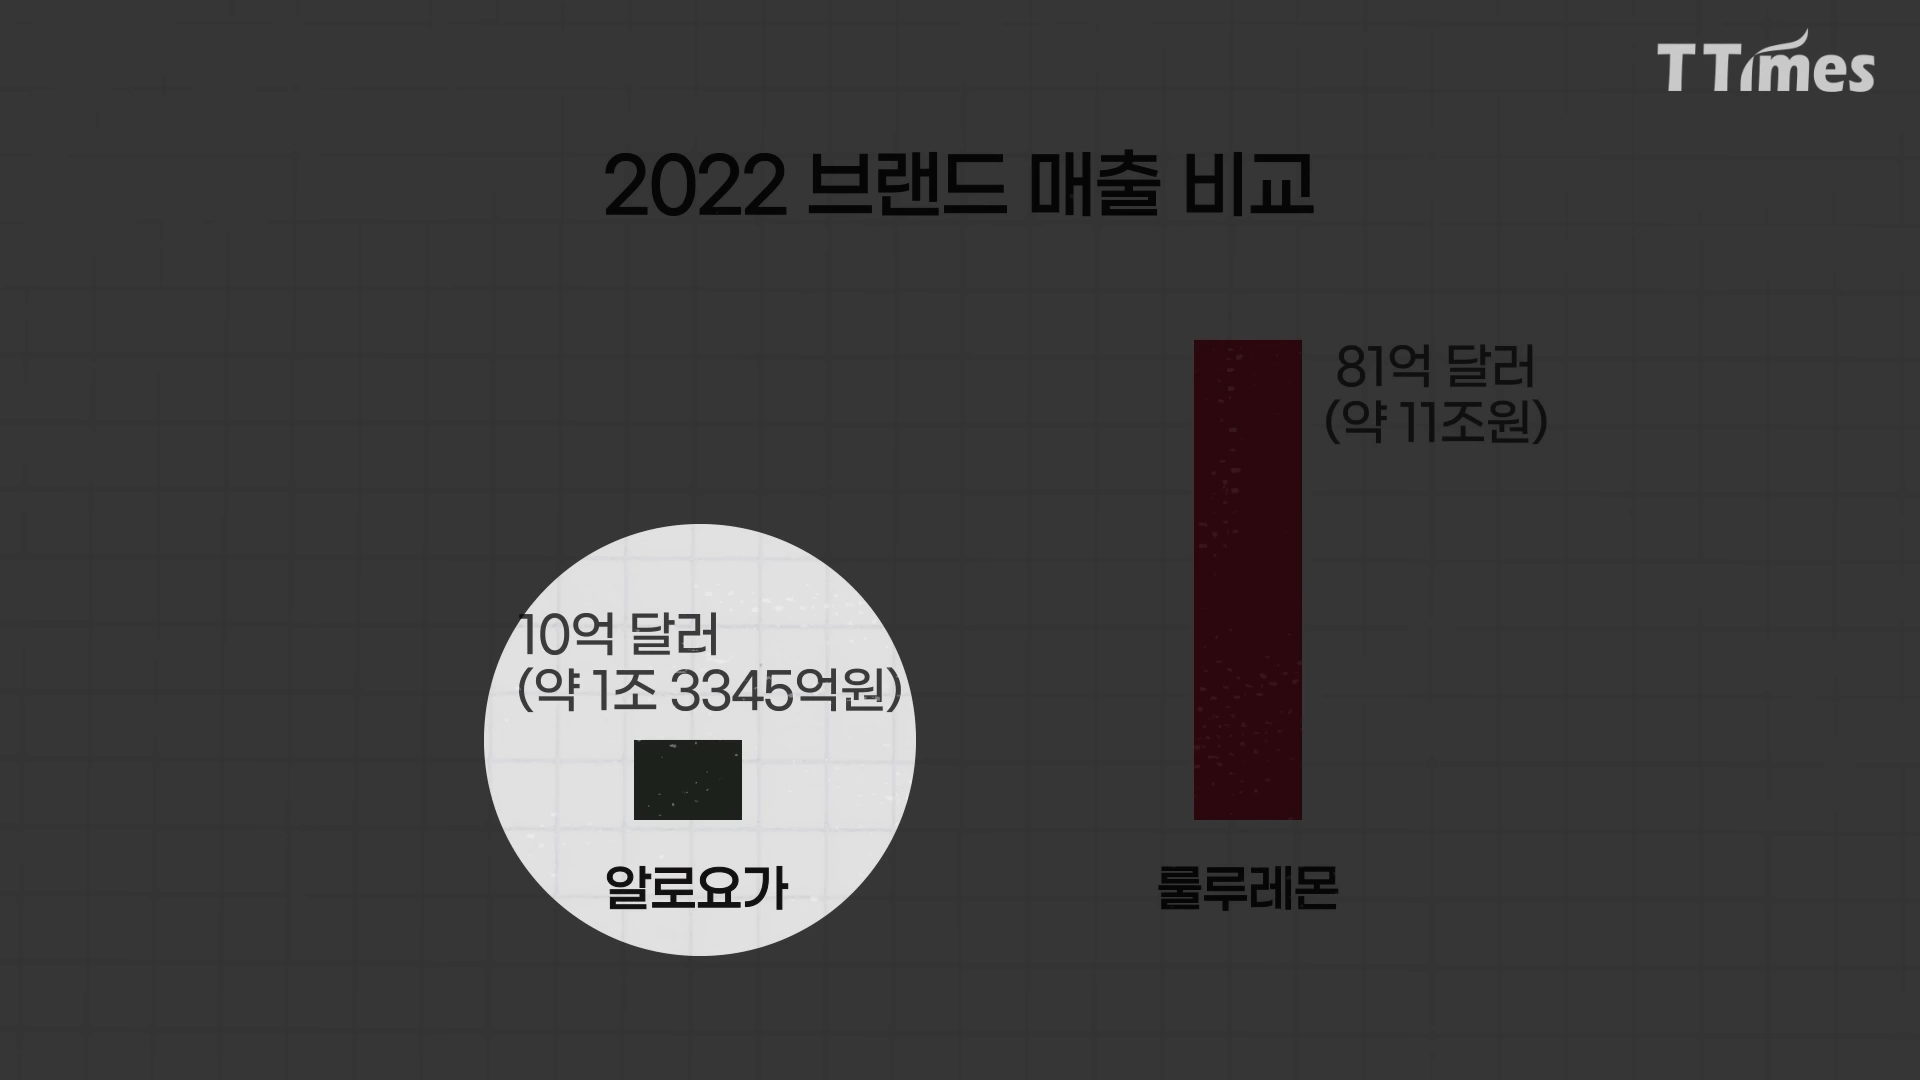 TTimes
2022 브랜드 매출 비교
81억 달러
(약 11조원)
10억 달러
(약 1조 3345억원)
알로요가
룰루레몬